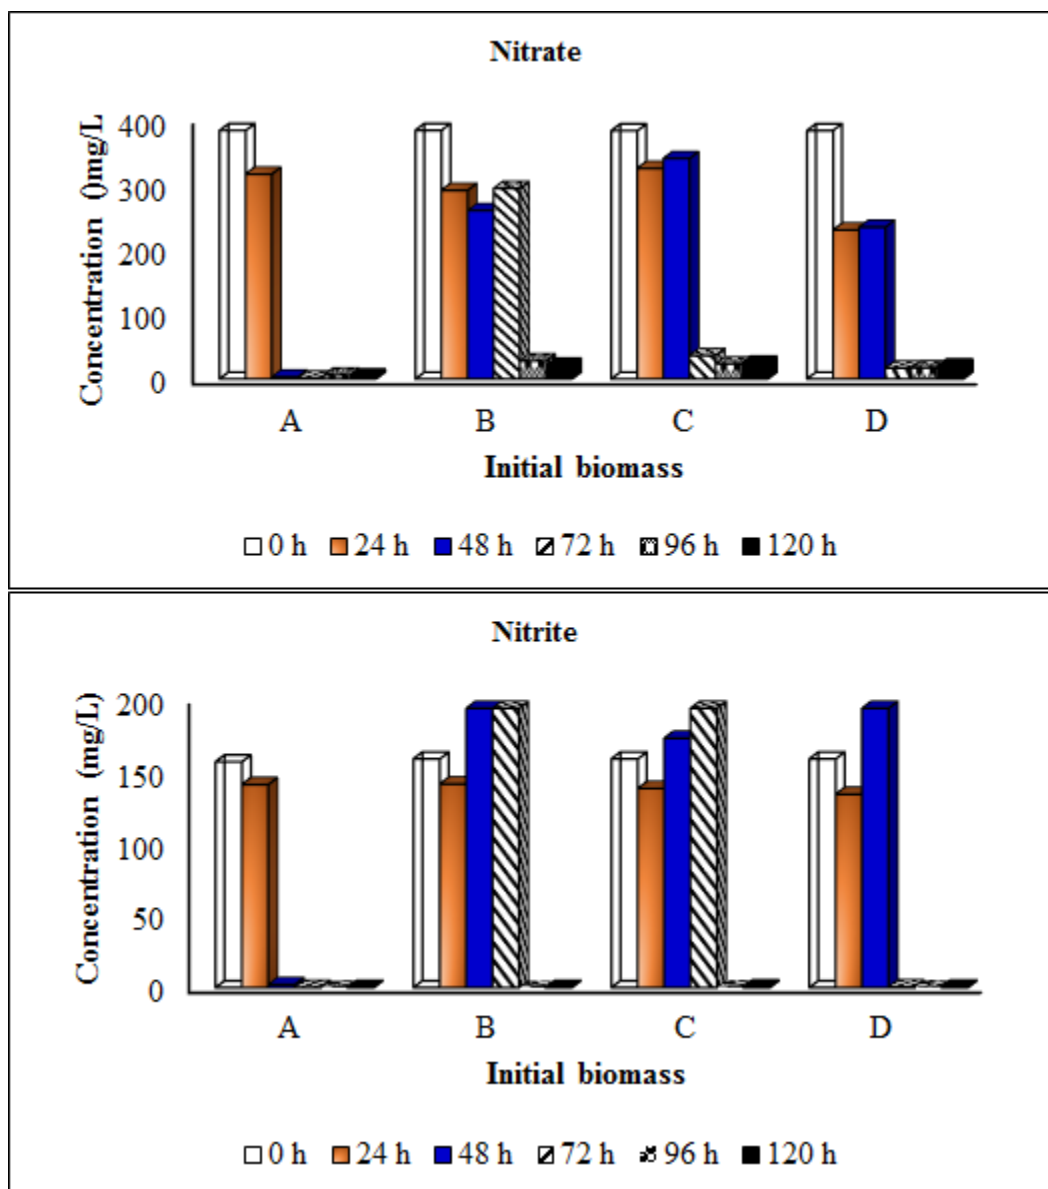 Nitrate
Concentration ()mg/L
400
300
200
100
0
A B C D
Initial biomass
0 h 24 h 48 h 72 h 96 h 120 h
Nitrite
Concentration (mg/L)
200
150
100
50
0
A B C D
Initial biomass
0 h 24 h 48 h 72 h 96 h 120 h